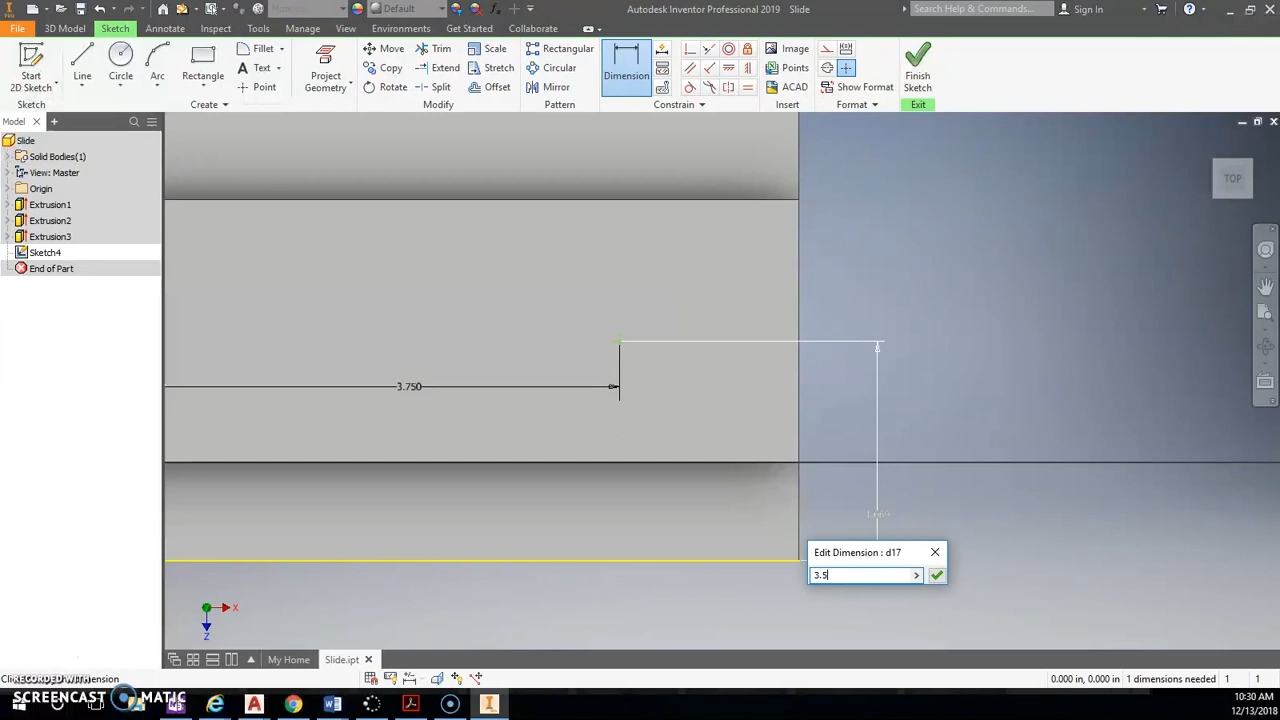 Default
Autodesk Inventor Professional 2019 Slide
Search Help & Commands...
Sign In
File 3D Model Sketch Annotate Inspect Tools Manage View Environments Get Started Collaborate
Start
2D Sketch
Line
Circle
Arc
Rectangle
Fillet
Text
Point
Project
Geometry
Move
Copy
Rotate
Trim
Extend
Split
Scale
Stretch
Offset
Rectangular
Circular
Mirror
Dimension
Image
Points
ACAD
Show Format
Finish
Sketch
Sketch Create Modify Pattern Constrain Insert Format Exit
Model
Slide
Solid Bodies(1)
View: Master
Origin
Extrusion1
Extrusion2
Extrusion3
Sketch4
End of Part
TOP
3.750
Edit Dimension : d17
3.5
X
Z
My Home
Slide.ipt
RECORDED WITH
SCREENCAST MATIC
0.000 in, 0.000 in
1 dimensions needed
1
1
10:30 AM
12/13/2018